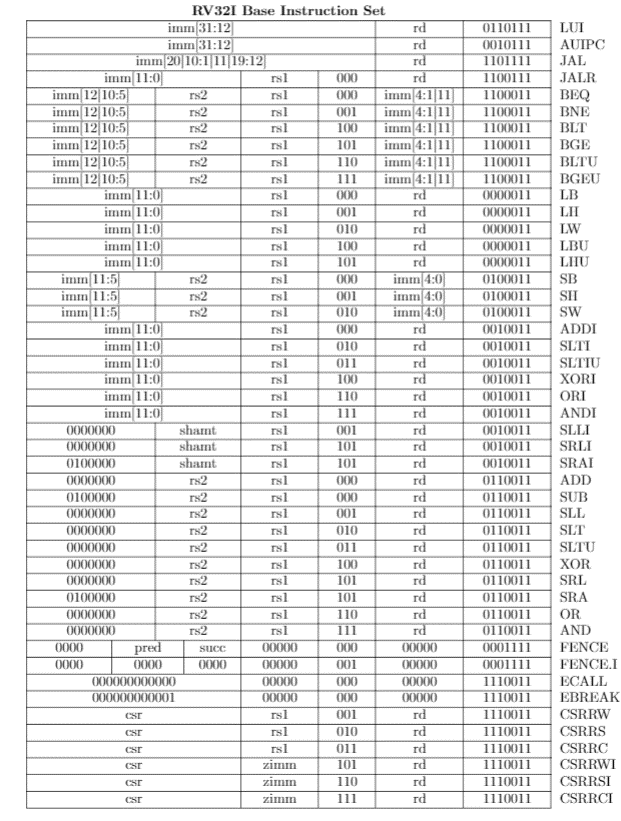 RV32I Base Instruction Set
imm[31:12] rd 0110111 LUI
imm[31:12] rd 0010111 AUIPC
imm[20|10:1|11|19:12] rd 1101111 JAL
imm[11:0] rs1 000 rd 1100111 JALR
imm[12|10:5] rs2 rs1 000 imm[4:1|11] 1100011 BEQ
imm[12|10:5] rs2 rs1 001 imm[4:1|11] 1100011 BNE
imm[12|10:5] rs2 rs1 100 imm[4:1|11] 1100011 BLT
imm[12|10:5] rs2 rs1 101 imm[4:1|11] 1100011 BGE
imm[12|10:5] rs2 rs1 110 imm[4:1|11] 1100011 BLTU
imm[12|10:5] rs2 rs1 111 imm[4:1|11] 1100011 BGEU
imm[11:0] rs1 000 rd 0000011 LB
imm[11:0] rs1 001 rd 0000011 LH
imm[11:0] rs1 010 rd 0000011 LW
imm[11:0] rs1 100 rd 0000011 LBU
imm[11:0] rs1 101 rd 0000011 LHU
imm[11:5] rs2 rs1 000 imm[4:0] 0100011 SB
imm[11:5] rs2 rs1 001 imm[4:0] 0100011 SH
imm[11:5] rs2 rs1 010 imm[4:0] 0100011 SW
imm[11:0] rs1 000 rd 0010011 ADDI
imm[11:0] rs1 010 rd 0010011 SLTI
imm[11:0] rs1 011 rd 0010011 SLTIU
imm[11:0] rs1 100 rd 0010011 XORI
imm[11:0] rs1 110 rd 0010011 ORI
imm[11:0] rs1 111 rd 0010011 ANDI
0000000 shamt rs1 001 rd 0010011 SLLI
0000000 shamt rs1 101 rd 0010011 SRLI
0100000 shamt rs1 101 rd 0010011 SRAI
0000000 rs2 rs1 000 rd 0110011 ADD
0100000 rs2 rs1 000 rd 0110011 SUB
0000000 rs2 rs1 001 rd 0110011 SLL
0000000 rs2 rs1 010 rd 0110011 SLT
0000000 rs2 rs1 011 rd 0110011 SLTU
0000000 rs2 rs1 100 rd 0110011 XOR
0000000 rs2 rs1 101 rd 0110011 SRL
0100000 rs2 rs1 101 rd 0110011 SRA
0000000 rs2 rs1 110 rd 0110011 OR
0000000 rs2 rs1 111 rd 0110011 AND
0000 pred succ 00000 000 00000 0001111 FENCE
0000 0000 0000 00000 001 00000 0001111 FENCE.I
000000000000 00000 000 00000 1110011 ECALL
000000000001 00000 000 00000 1110011 EBREAK
csr rs1 001 rd 1110011 CSRRW
csr rs1 010 rd 1110011 CSRRS
csr rs1 011 rd 1110011 CSRRC
csr zimm 101 rd 1110011 CSRRWI
csr zimm 110 rd 1110011 CSRRSI
csr zimm 111 rd 1110011 CSRRCI